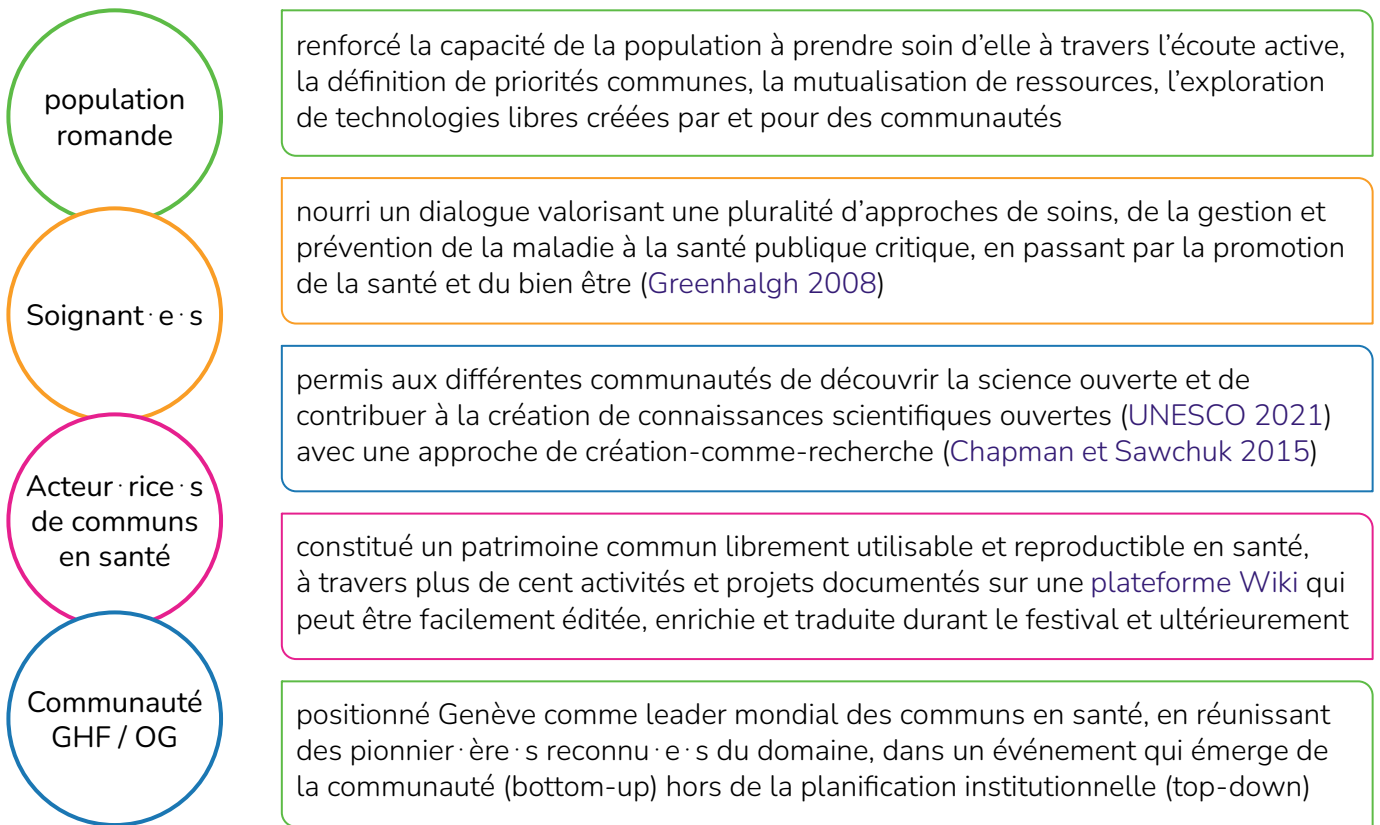 population
romande
Soignant·e·s
Acteur·rice·s
de communs
en santé
Communauté
GHF / OG
renforcé la capacité de la population à prendre soin d’elle à travers l’écoute active,
la définition de priorités communes, la mutualisation de ressources, l’exploration
de technologies libres créées par et pour des communautés
nourri un dialogue valorisant une pluralité d’approches de soins, de la gestion et
prévention de la maladie à la santé publique critique, en passant par la promotion
de la santé et du bien être (Greenhalgh 2008)
permis aux différentes communautés de découvrir la science ouverte et de
contribuer à la création de connaissances scientifiques ouvertes (UNESCO 2021)
avec une approche de création-comme-recherche (Chapman et Sawchuk 2015)
constitué un patrimoine commun librement utilisable et reproductible en santé,
à travers plus de cent activités et projets documentés sur une plateforme Wiki qui
peut être facilement éditée, enrichie et traduite durant le festival et ultérieurement
positionné Genève comme leader mondial des communs en santé, en réunissant
des pionnier·ère·s reconnu·e·s du domaine, dans un événement qui émerge de
la communauté (bottom-up) hors de la planification institutionnelle (top-down)